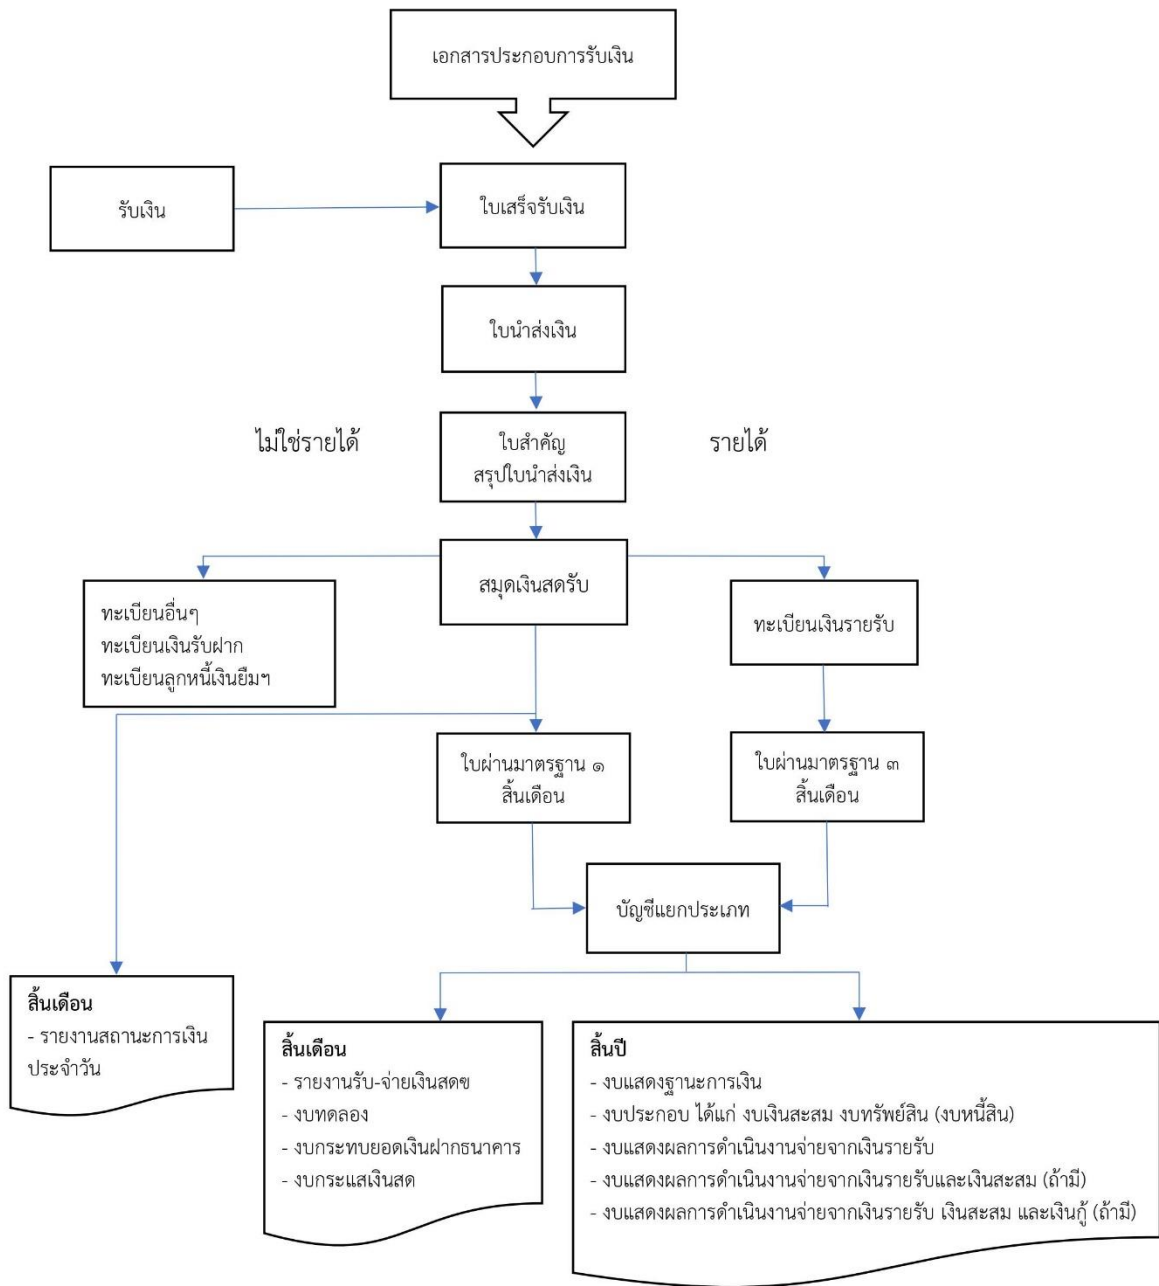 เอกสารประกอบการรับเงิน
รับเงิน
ใบเสร็จรับเงิน
ใบนำส่งเงิน
ไม่ใช่รายได้
ใบสำคัญ
สรุปใบนำส่งเงิน
รายได้
สมุดเงินสดรับ
ทะเบียนอื่นๆ
ทะเบียนเงินรับฝาก
ทะเบียนลูกหนี้เงินยืมฯ
ทะเบียนเงินรายรับ
ใบผ่านมาตรฐาน ๑
สิ้นเดือน
ใบผ่านมาตรฐาน ๓
สิ้นเดือน
บัญชีแยกประเภท
สิ้นเดือน
- รายงานสถานะการเงิน
ประจำวัน
สิ้นเดือน
- รายงานรับ-จ่ายเงินสดฃ
- งบทดลอง
- งบกระทบยอดเงินฝากธนาคาร
- งบกระแสเงินสด
สิ้นปี
- งบแสดงฐานะการเงิน
- งบประกอบ ได้แก่ งบเงินสะสม งบทรัพย์สิน (งบหนี้สิน)
- งบแสดงผลการดำเนินงานจ่ายจากเงินรายรับ
- งบแสดงผลการดำเนินงานจ่ายจากเงินรายรับและเงินสะสม (ถ้ามี)
- งบแสดงผลการดำเนินงานจ่ายจากเงินรายรับ เงินสะสม และเงินกู้ (ถ้ามี)